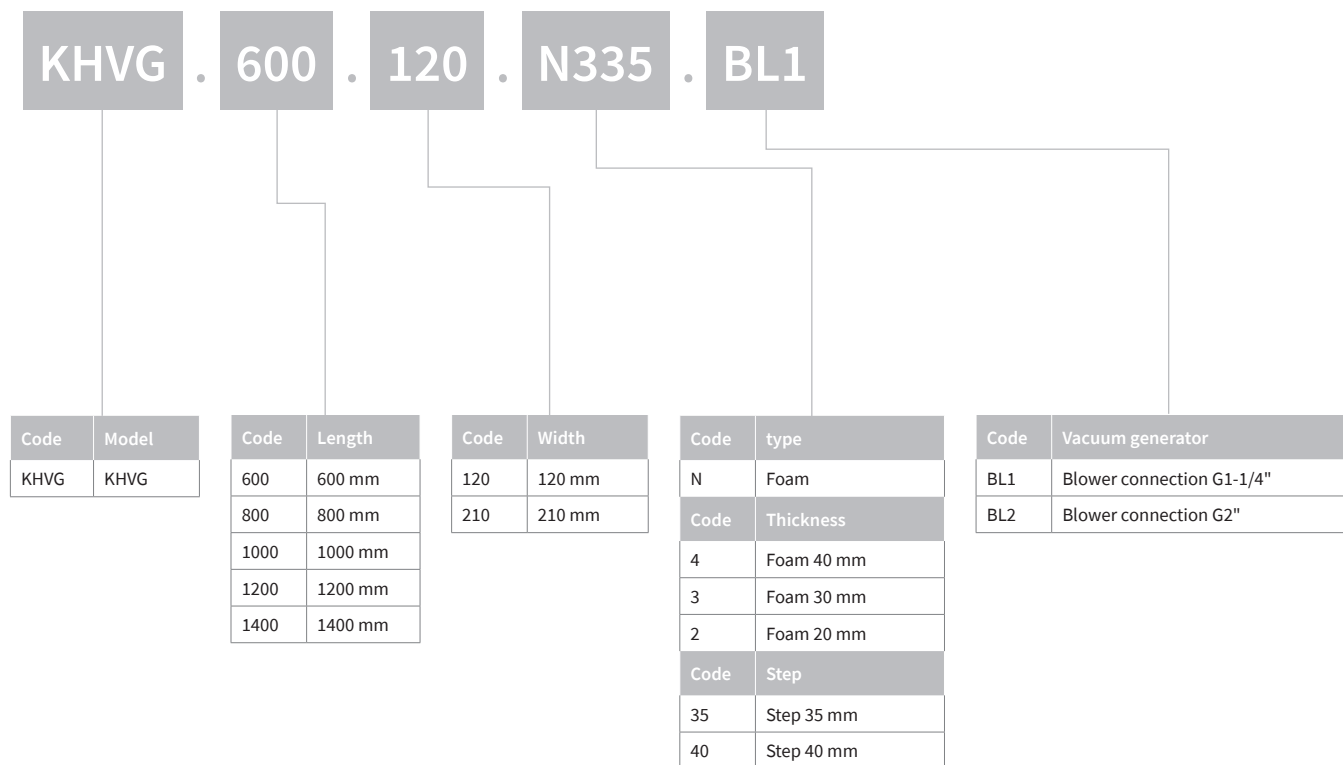 KHVG . 600 . 120 . N335 . BL1
Code Model
KHVG KHVG
Code Length
600 600 mm
800 800 mm
1000 1000 mm
1200 1200 mm
1400 1400 mm
Code Width
120 120 mm
210 210 mm
Code type
N Foam
Code Thickness
4 Foam 40 mm
3 Foam 30 mm
2 Foam 20 mm
Code Step
35 Step 35 mm
40 Step 40 mm
Code Vacuum generator
BL1 Blower connection G1-1/4"
BL2 Blower connection G2"